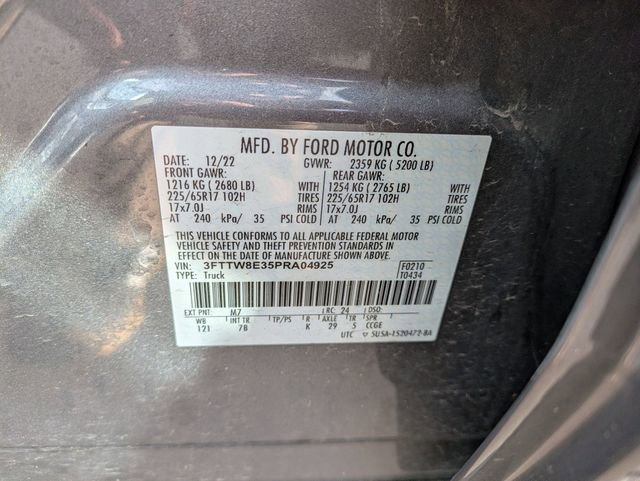 MFD. BY FORD MOTOR CO.
DATE: 12/22 GVWR: 2359 KG ( 5200 LB)
FRONT GAWR: REAR GAWR:
1216 KG ( 2680 LB) WITH 1254 KG ( 2765 LB) WITH
225/65R17 102H TIRES 225/65R17 102H TIRES
17x7.0J RIMS 17x7.0J RIMS
AT 240 kPa/ 35 PSI COLD AT 240 kPa/ 35 PSI COLD
THIS VEHICLE CONFORMS TO ALL APPLICABLE FEDERAL MOTOR
VEHICLE SAFETY AND THEFT PREVENTION STANDARDS IN
EFFECT ON THE DATE OF MANUFACTURE SHOWN ABOVE.
VIN: 3FTTW8E35PRA04925 F0210
TYPE: Truck T0434
EXT PNT: M7 RC: 24 DSO:
WB INT TR TP/PS R AXLE TR SPR
121 7B K 29 5 CCGE
UTC 5U5A-1520472-BA